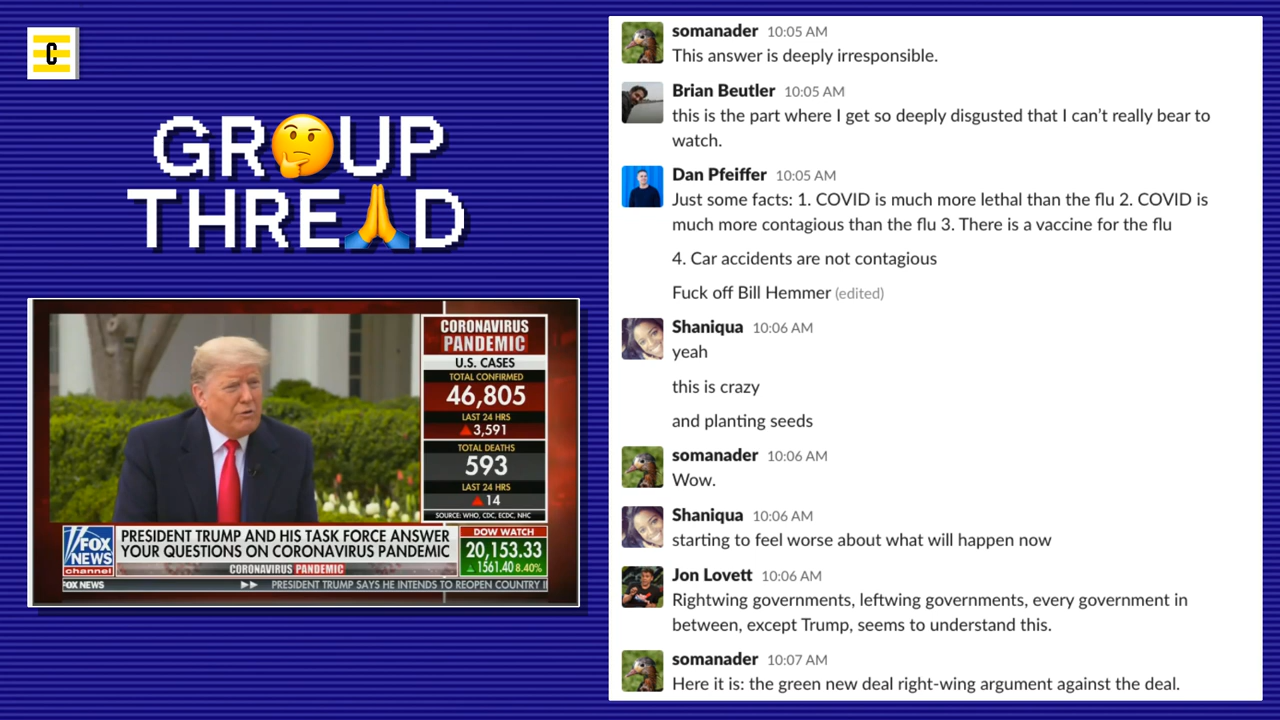 C
GR🤔UP
THRE🙏D
CORONAVIRUS
PANDEMIC
U.S. CASES
TOTAL CONFIRMED
46,805
LAST 24 HRS
▲3,591
TOTAL DEATHS
593
LAST 24 HRS
▲14
SOURCE: WHO, CDC, ECDC, NHC
FOX
NEWS
channel
PRESIDENT TRUMP AND HIS TASK FORCE ANSWER
YOUR QUESTIONS ON CORONAVIRUS PANDEMIC
CORONAVIRUS PANDEMIC
DOW WATCH
20,153.33
▲ 1561.40 8.40%
FOX NEWS ▶▶ PRESIDENT TRUMP SAYS HE INTENDS TO REOPEN COUNTRY
somanader 10:05 AM
This answer is deeply irresponsible.
Brian Beutler 10:05 AM
this is the part where I get so deeply disgusted that I can’t really bear to
watch.
Dan Pfeiffer 10:05 AM
Just some facts: 1. COVID is much more lethal than the flu 2. COVID is
much more contagious than the flu 3. There is a vaccine for the flu
4. Car accidents are not contagious
Fuck off Bill Hemmer (edited)
Shaniqua 10:06 AM
yeah
this is crazy
and planting seeds
somanader 10:06 AM
Wow.
Shaniqua 10:06 AM
starting to feel worse about what will happen now
Jon Lovett 10:06 AM
Rightwing governments, leftwing governments, every government in
between, except Trump, seems to understand this.
somanader 10:07 AM
Here it is: the green new deal right-wing argument against the deal.